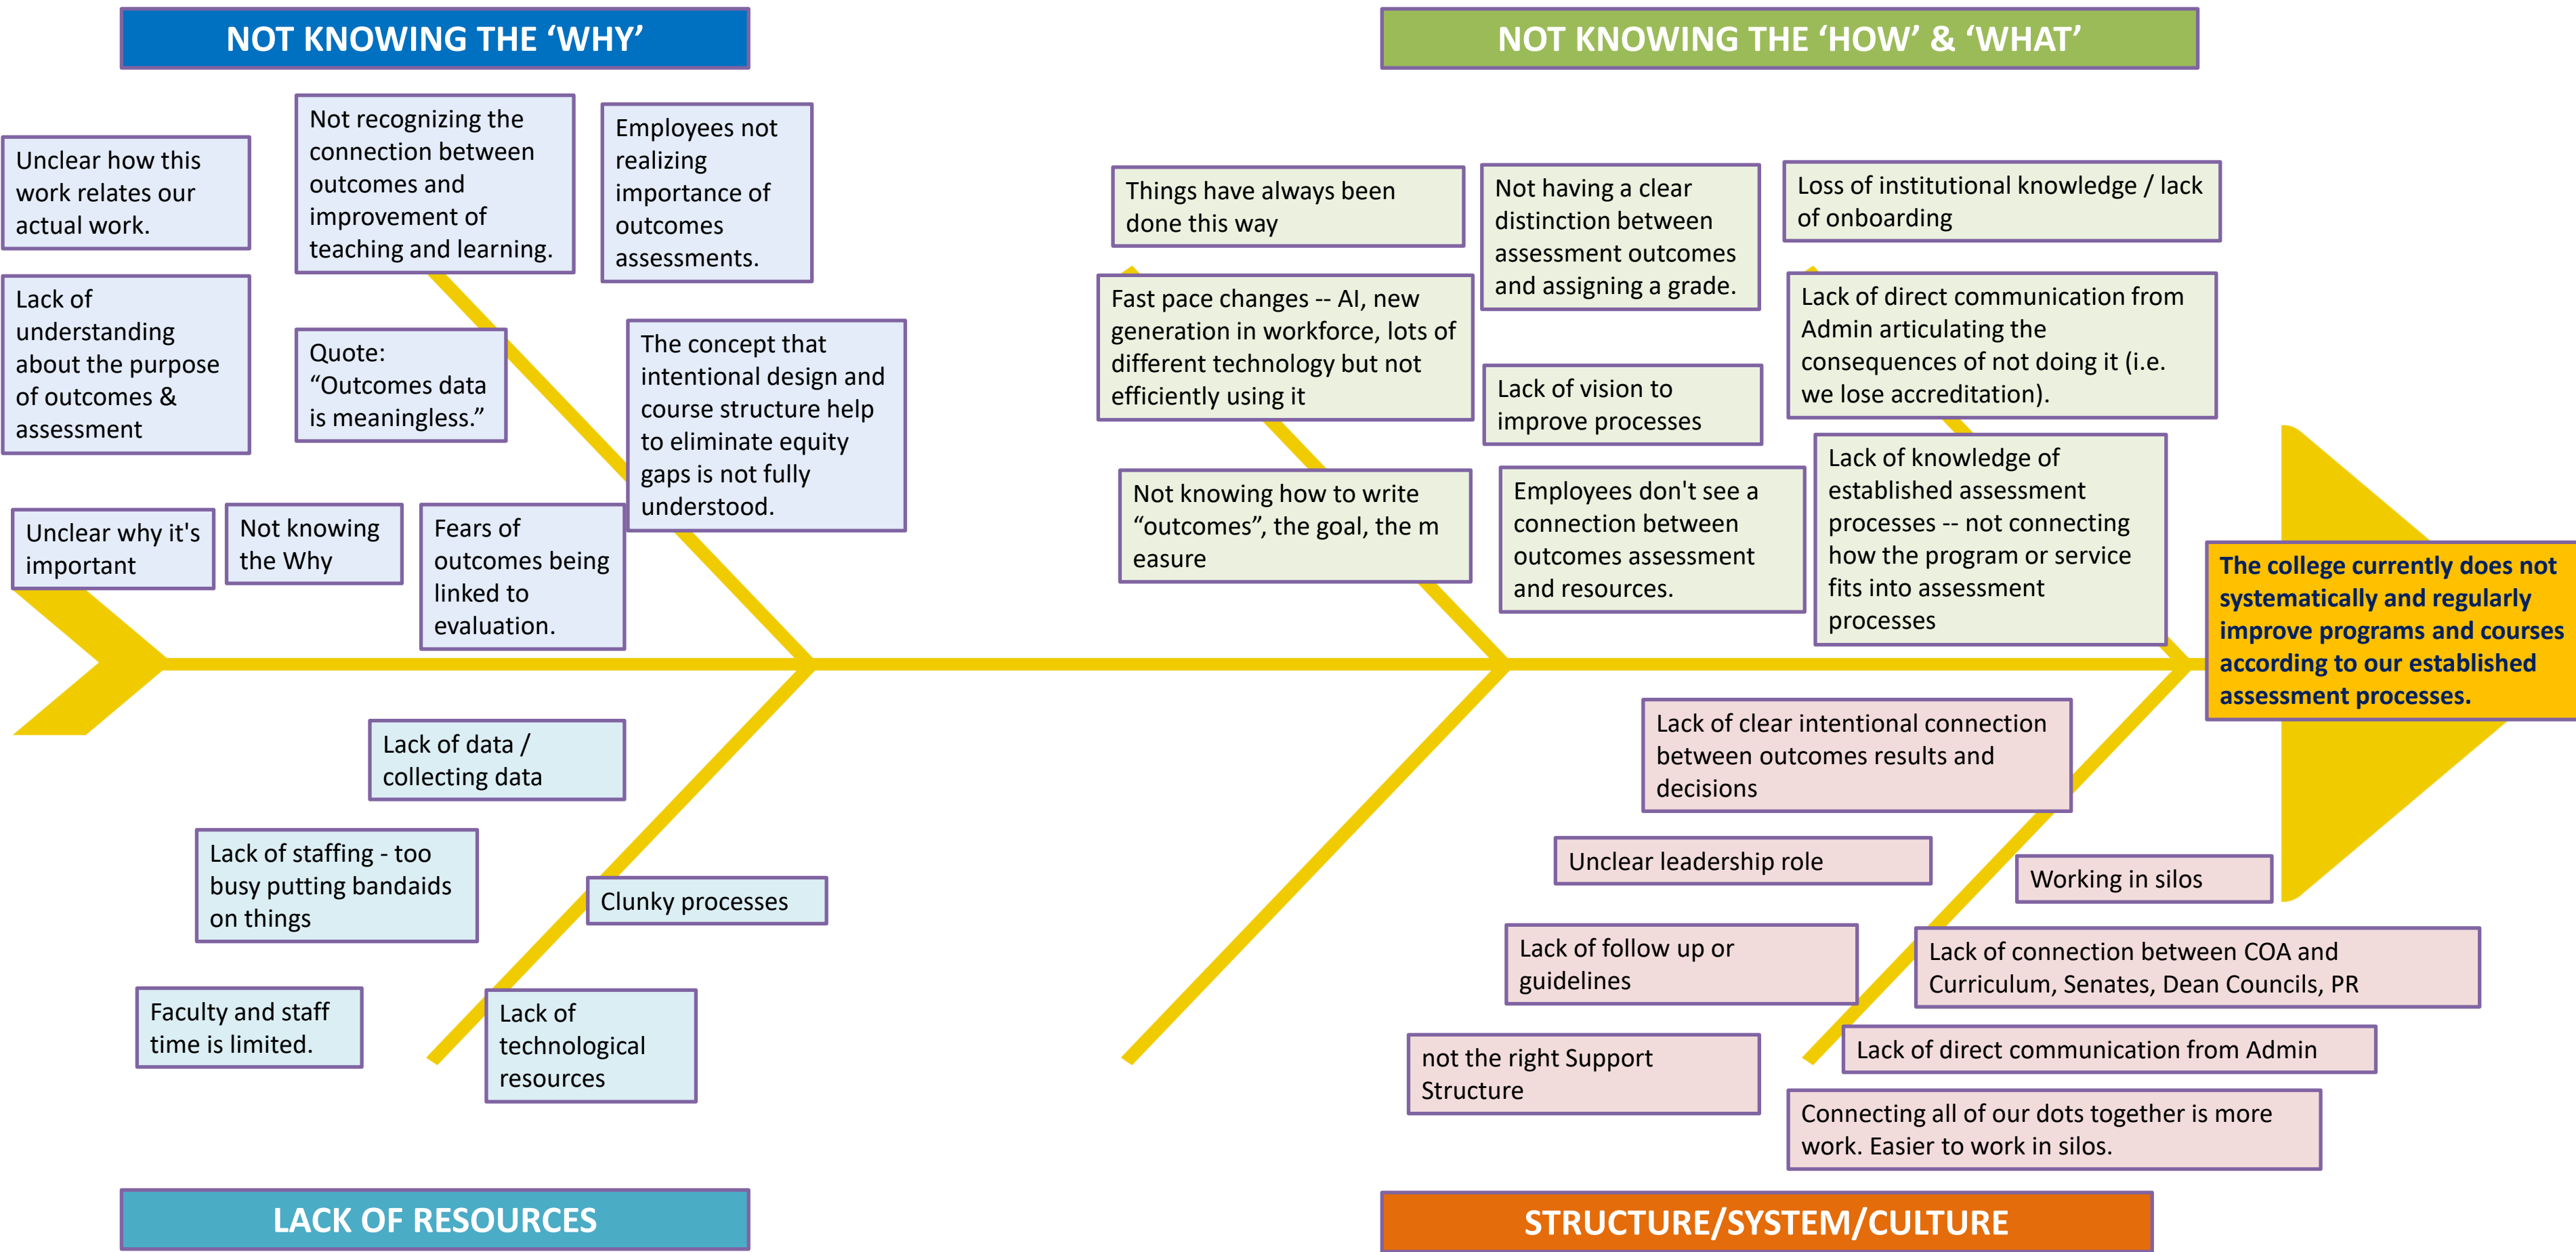 NOT KNOWING THE ‘WHY’
NOT KNOWING THE ‘HOW’ & ‘WHAT’
Unclear how this
work relates our
actual work.
Not recognizing the
connection between
outcomes and
improvement of
teaching and learning.
Employees not
realizing
importance of
outcomes
assessments.
Lack of
understanding
about the purpose
of outcomes &
assessment
Quote:
“Outcomes data
is meaningless.”
The concept that
intentional design and
course structure help
to eliminate equity
gaps is not fully
understood.
Unclear why it's
important
Not knowing
the Why
Fears of
outcomes being
linked to
evaluation.
Things have always been
done this way
Not having a clear
distinction between
assessment outcomes
and assigning a grade.
Loss of institutional knowledge / lack
of onboarding
Fast pace changes -- AI, new
generation in workforce, lots of
different technology but not
efficiently using it
Lack of vision to
improve processes
Lack of direct communication from
Admin articulating the
consequences of not doing it (i.e.
we lose accreditation).
Not knowing how to write
“outcomes”, the goal, the m
easure
Employees don't see a
connection between
outcomes assessment
and resources.
Lack of knowledge of
established assessment
processes -- not connecting
how the program or service
fits into assessment
processes
The college currently does not
systematically and regularly
improve programs and courses
according to our established
assessment processes.
Lack of data /
collecting data
Lack of staffing - too
busy putting bandaids
on things
Clunky processes
Faculty and staff
time is limited.
Lack of
technological
resources
Lack of clear intentional connection
between outcomes results and
decisions
Unclear leadership role
Working in silos
Lack of follow up or
guidelines
Lack of connection between COA and
Curriculum, Senates, Dean Councils, PR
not the right Support
Structure
Lack of direct communication from Admin
Connecting all of our dots together is more
work. Easier to work in silos.
LACK OF RESOURCES
STRUCTURE/SYSTEM/CULTURE